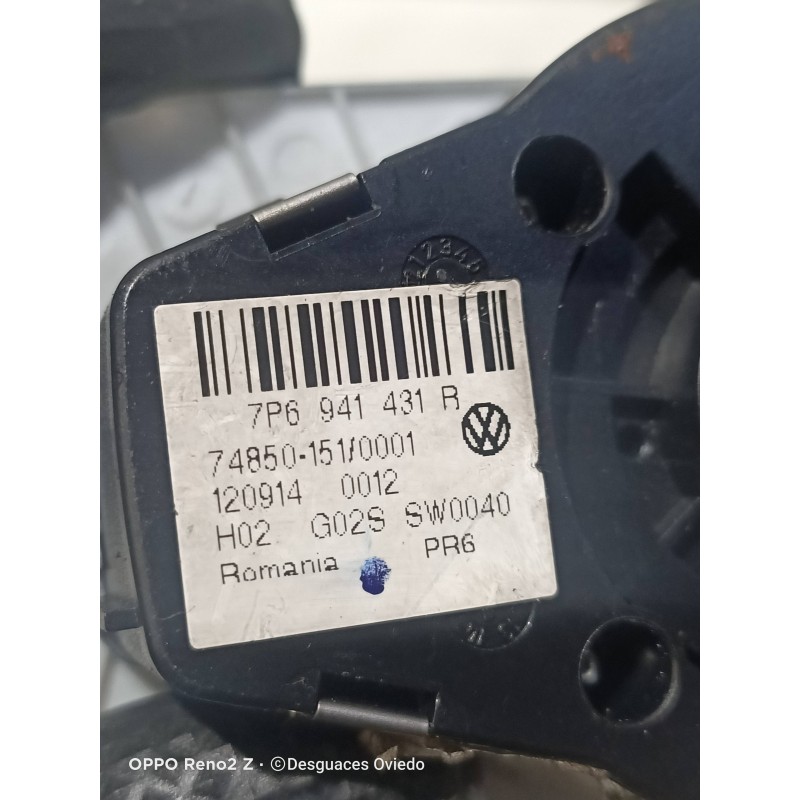 7P6 941 431 R
74850-151/0001
120914 0012
H02 G02S SW0040
Romania PR6
OPPO Reno2 Z · ©Desguaces Oviedo